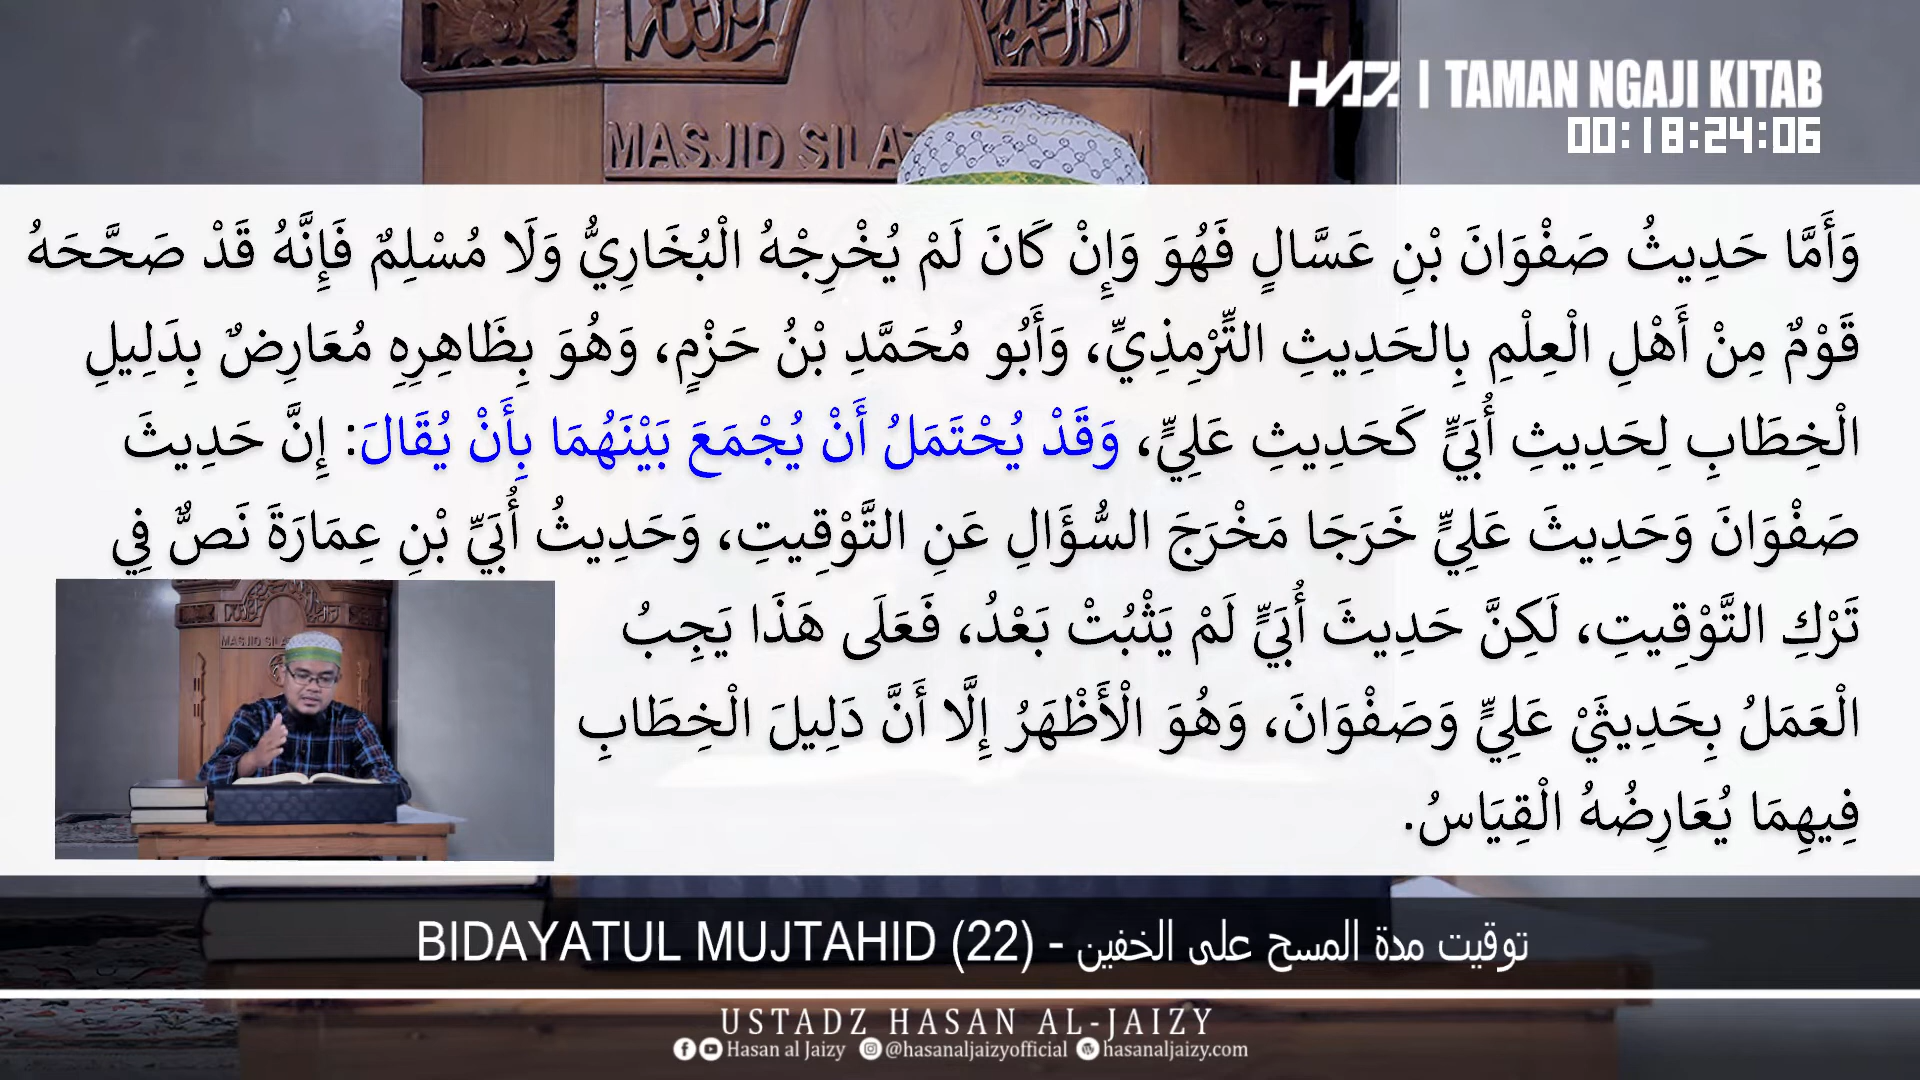 HAJ. | TAMAN NGAJI KITAB
00:18:24:06
MASJID SILAT
وَأَمَّا حَدِيثُ صَفْوَانَ بْنِ عَسَّالٍ فَهُوَ وَإِنْ كَانَ لَمْ يُخْرِجْهُ الْبُخَارِيُّ وَلَا مُسْلِمٌ فَإِنَّهُ قَدْ صَحَّحَهُ
قَوْمٌ مِنْ أَهْلِ الْعِلْمِ بِالحَدِيثِ التِّرْمِذِيِّ، وَأَبُو مُحَمَّدِ بْنُ حَزْمٍ، وَهُوَ بِظَاهِرِهِ مُعَارِضٌ بِدَلِيلِ
الْخِطَابِ لِحَدِيثِ أُبَيٍّ كَحَدِيثِ عَلِيٍّ، وَقَدْ يُحْتَمَلُ أَنْ يُجْمَعَ بَيْنَهُمَا بِأَنْ يُقَالَ: إِنَّ حَدِيثَ
صَفْوَانَ وَحَدِيثَ عَلِيٍّ خَرَجَا مَخْرَجَ السُّؤَالِ عَنِ التَّوْقِيتِ، وَحَدِيثُ أُبَيِّ بْنِ عِمَارَةَ نَصٌّ فِي
تَرْكِ التَّوْقِيتِ، لَكِنَّ حَدِيثَ أُبَيٍّ لَمْ يَثْبُتْ بَعْدُ، فَعَلَى هَذَا يَجِبُ
الْعَمَلُ بِحَدِيثَيْ عَلِيٍّ وَصَفْوَانَ، وَهُوَ الْأَظْهَرُ إِلَّا أَنَّ دَلِيلَ الْخِطَابِ
فِيهِمَا يُعَارِضُهُ الْقِيَاسُ.
MASJID SILA
BIDAYATUL MUJTAHID (22) - توقيت مدة المسح على الخفين
USTADZ HASAN AL-JAIZY
Hasan al Jaizy @hasanaljaizyofficial hasanaljaizy.com